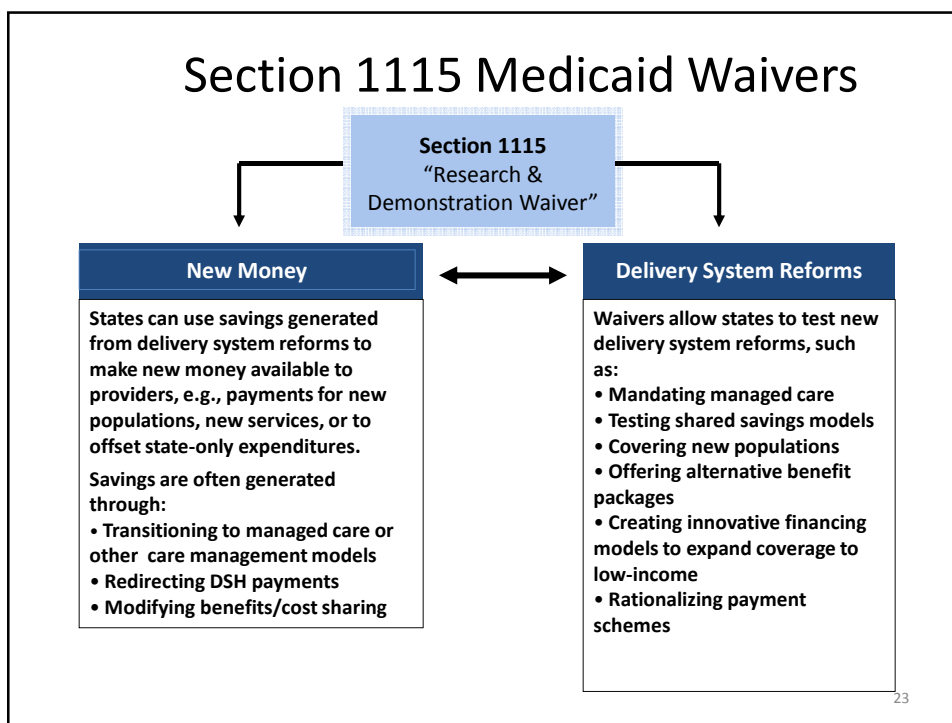 Section 1115 Medicaid Waivers
Section 1115
“Research &
Demonstration Waiver”
New Money
States can use savings generated
from delivery system reforms to
make new money available to
providers, e.g., payments for new
populations, new services, or to
offset state-only expenditures.
Savings are often generated
through:
• Transitioning to managed care or
other care management models
• Redirecting DSH payments
• Modifying benefits/cost sharing
Delivery System Reforms
Waivers allow states to test new
delivery system reforms, such
as:
• Mandating managed care
• Testing shared savings models
• Covering new populations
• Offering alternative benefit
packages
• Creating innovative financing
models to expand coverage to
low-income
• Rationalizing payment
schemes
23